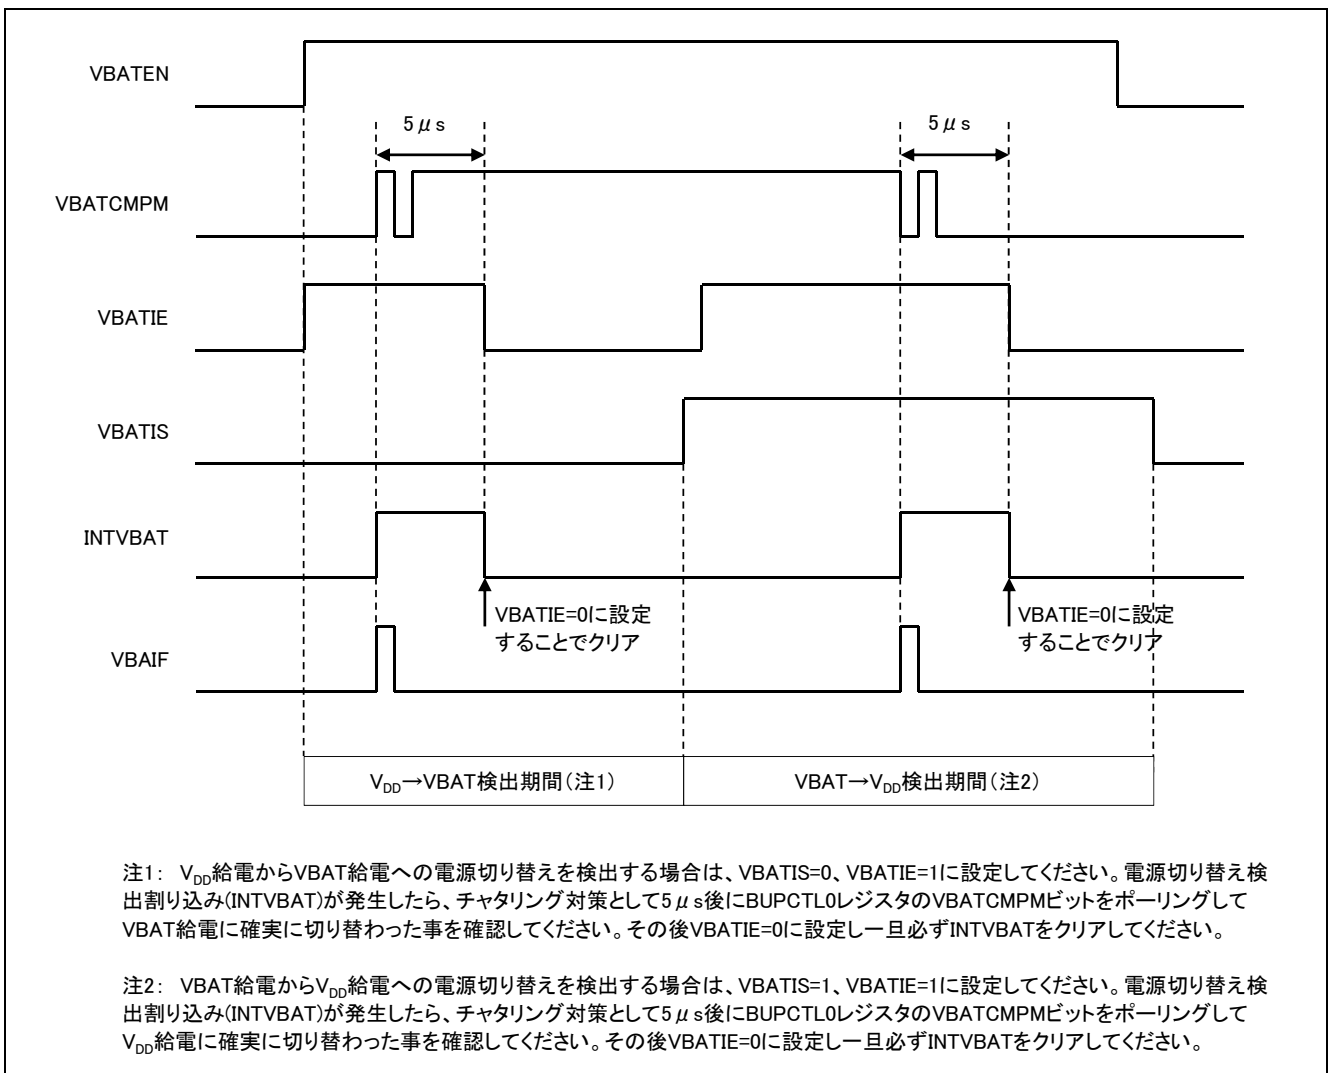 VBATEN
5μs
5μs
VBATCMPM
VBATIE
VBATIS
INTVBAT
VBATIE=0に設定
することでクリア
VBATIE=0に設定
することでクリア
VBAIF
VDD→VBAT検出期間(注1)
VBAT→VDD検出期間(注2)
注1: VDD給電からVBAT給電への電源切り替えを検出する場合は、VBATIS=0、VBATIE=1に設定してください。電源切り替え検
出割り込み(INTVBAT)が発生したら、チャタリング対策として5μs後にBUPCTL0レジスタのVBATCMPMビットをポーリングして
VBAT給電に確実に切り替わった事を確認してください。その後VBATIE=0に設定し一旦必ずINTVBATをクリアしてください。
注2: VBAT給電からVDD給電への電源切り替えを検出する場合は、VBATIS=1、VBATIE=1に設定してください。電源切り替え検
出割り込み(INTVBAT)が発生したら、チャタリング対策として5μs後にBUPCTL0レジスタのVBATCMPMビットをポーリングして
VDD給電に確実に切り替わった事を確認してください。その後VBATIE=0に設定し一旦必ずINTVBATをクリアしてください。